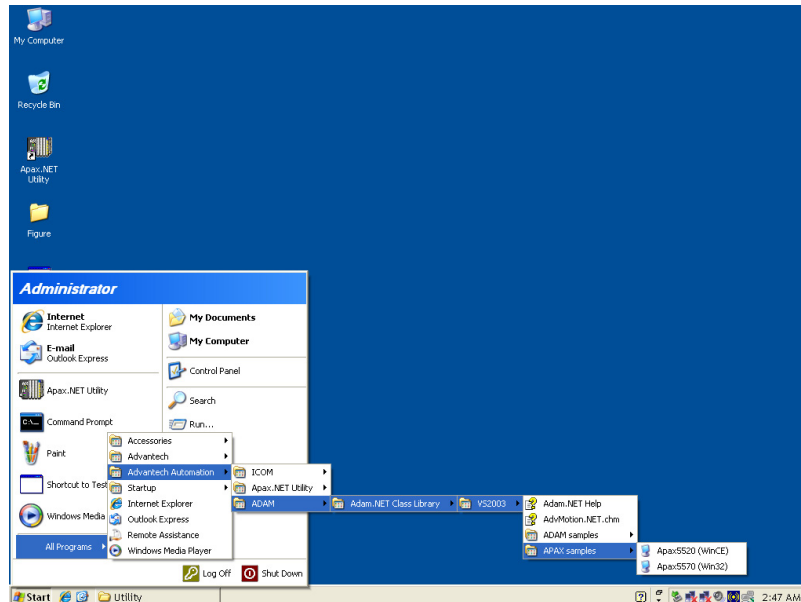 My Computer
Recycle Bin
Apax.NET
Utility
Figure
Administrator
Internet
Internet Explorer
E-mail
Outlook Express
Apax.NET Utility
Command Prompt
Paint
Shortcut to Test
Windows Media
All Programs
My Documents
My Computer
Control Panel
Search
Run...
Accessories
Advantech
Advantech Automation
Startup
Internet Explorer
Outlook Express
Remote Assistance
Windows Media Player
ICOM
Apax.NET Utility
ADAM
Adam.NET Class Library
VS2003
Adam.NET Help
AdvMotion.NET.chm
ADAM samples
APAX samples
Apax5520 (WinCE)
Apax5570 (Win32)
Log Off
Shut Down
Start
Utility
2:47 AM